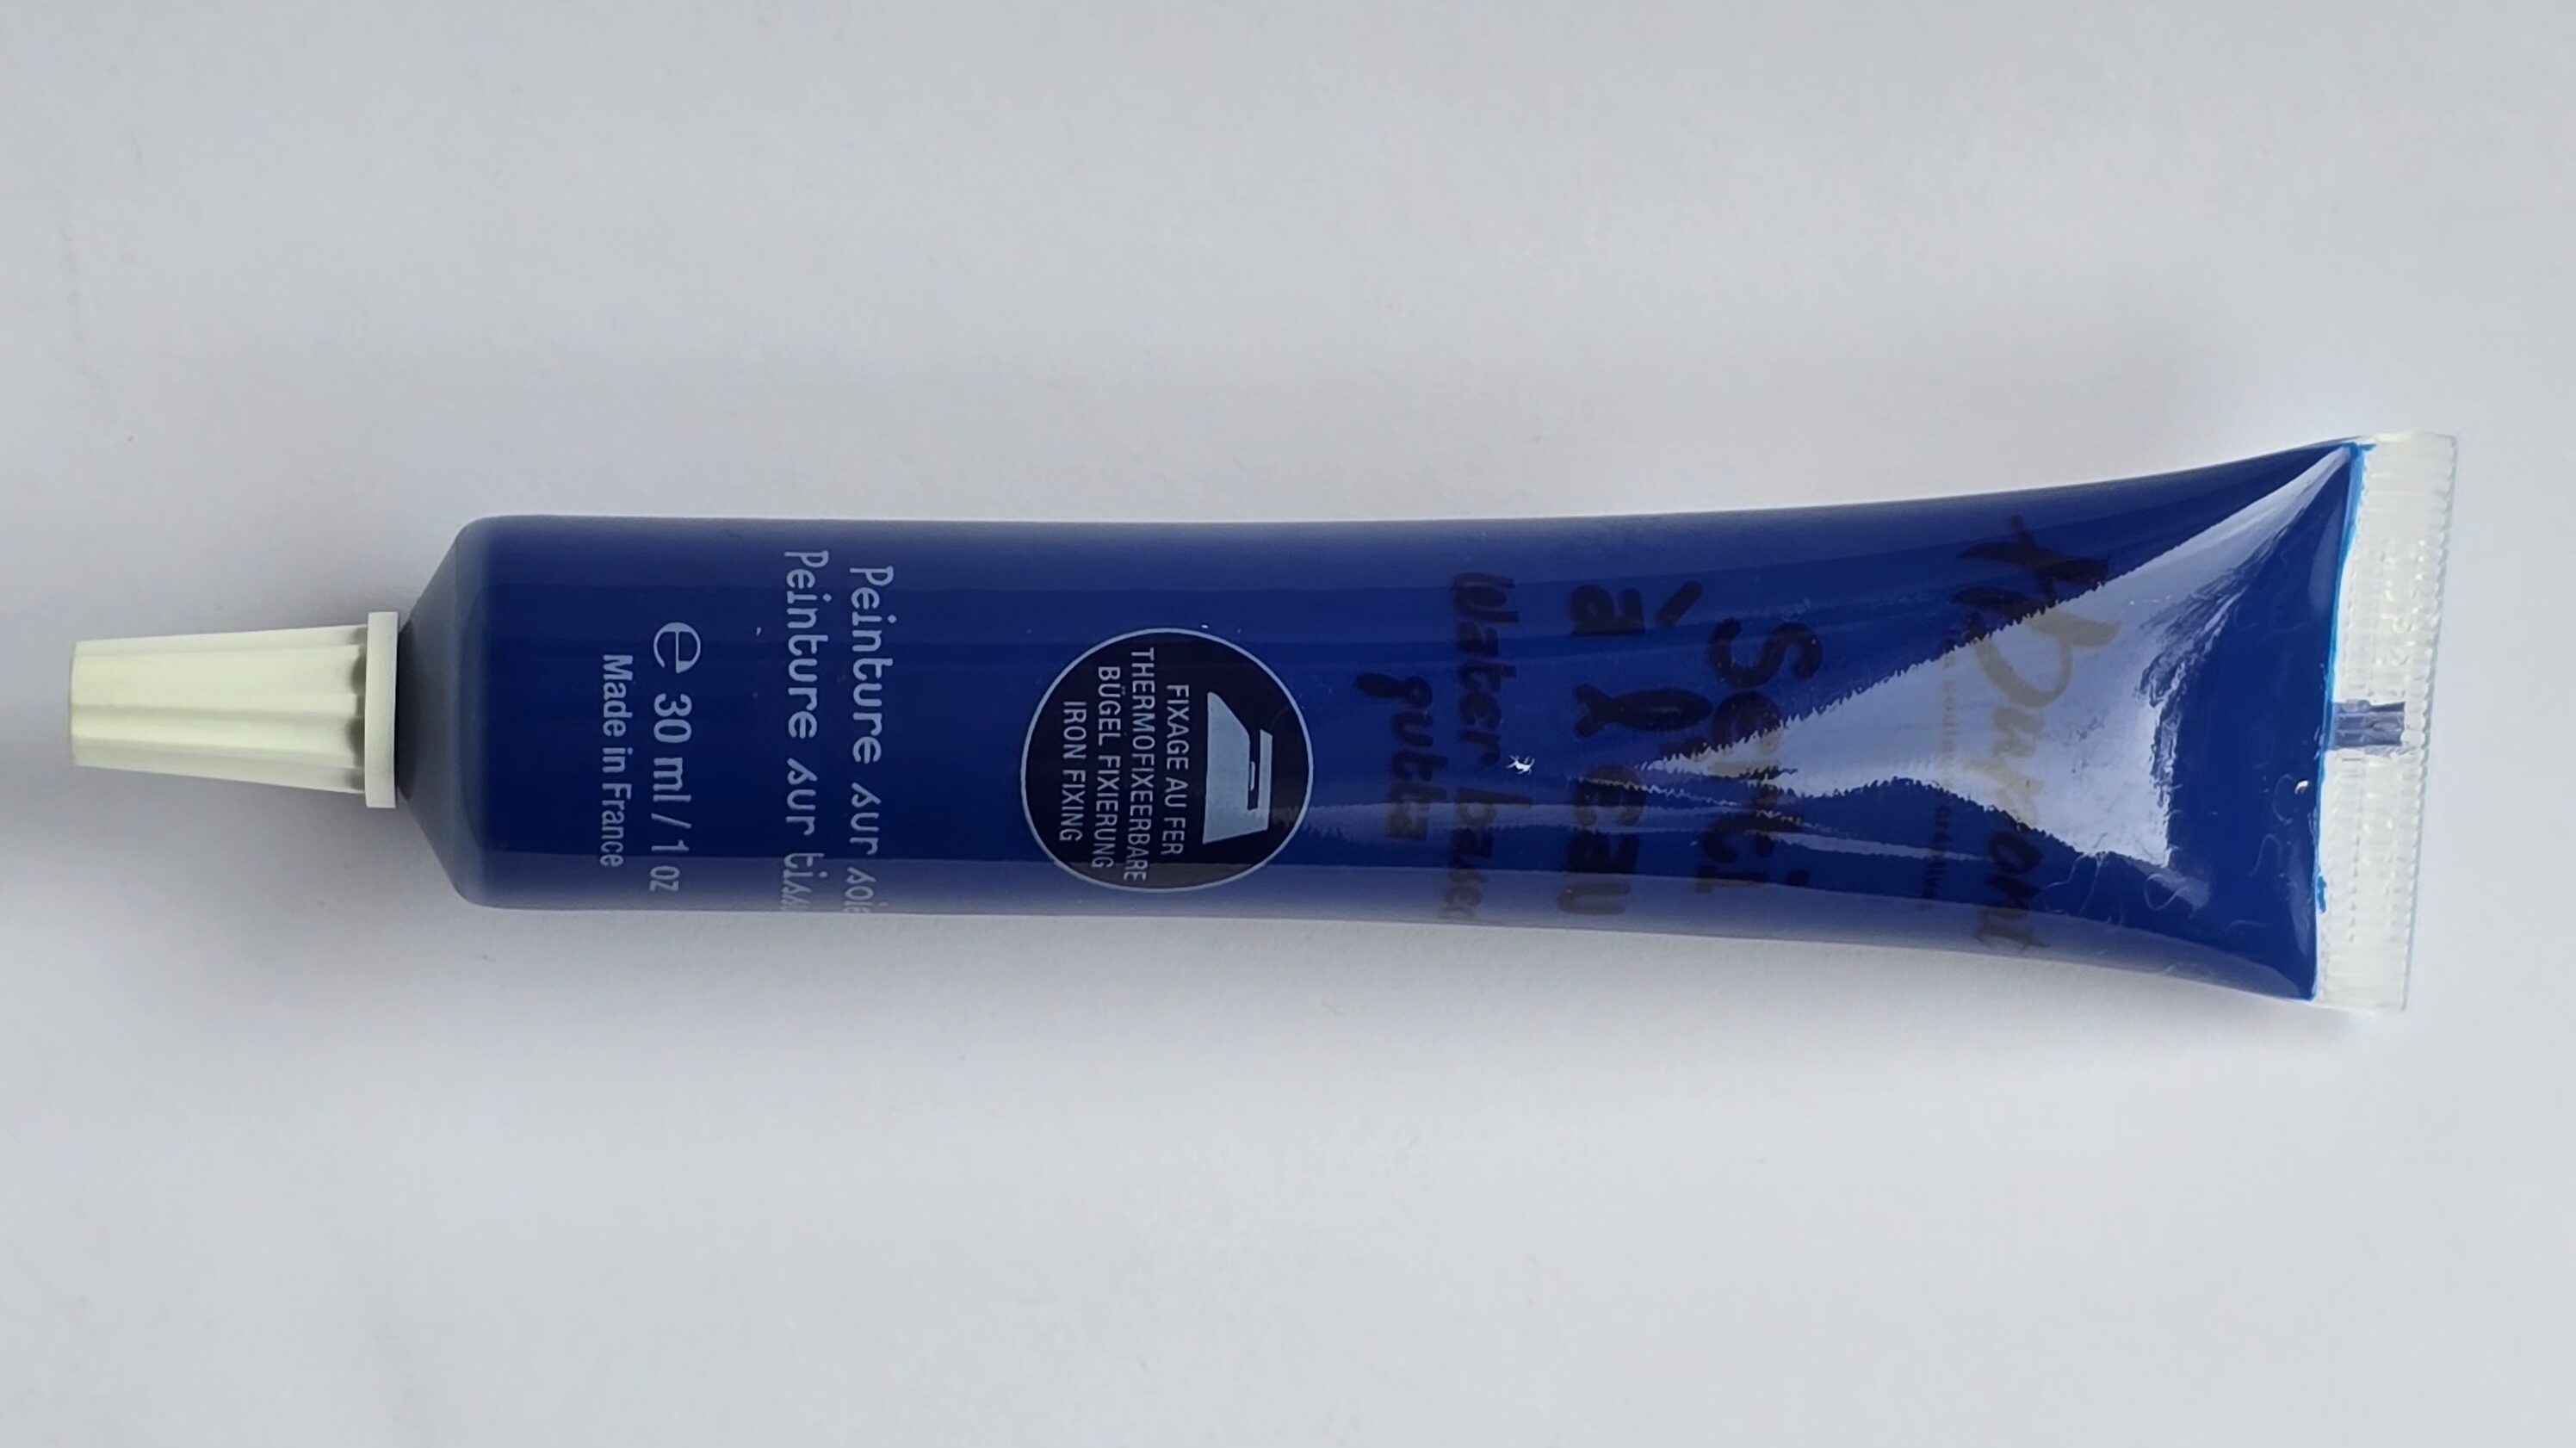 Dupont
Serti
à l'eau
Water based
gutta
FIXAGE AU FER
THERMOFIXEERBARE
BÜGEL FIXIERUNG
IRON FIXING
Peinture sur soie
Peinture sur tiss
℮ 30 ml / 1 oz
Made in France